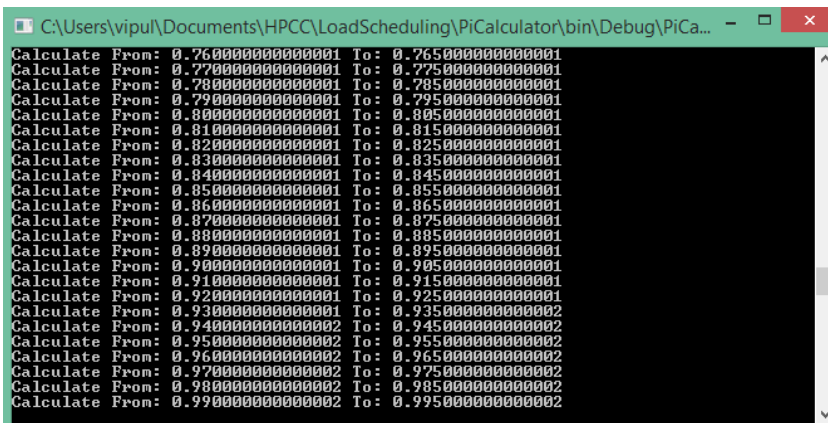 C:\Users\vipul\Documents\HPCC\LoadScheduling\PiCalculator\bin\Debug\PiCa...
Calculate From: 0.760000000000001 To: 0.765000000000001
Calculate From: 0.770000000000001 To: 0.775000000000001
Calculate From: 0.780000000000001 To: 0.785000000000001
Calculate From: 0.790000000000001 To: 0.795000000000001
Calculate From: 0.800000000000001 To: 0.805000000000001
Calculate From: 0.810000000000001 To: 0.815000000000001
Calculate From: 0.820000000000001 To: 0.825000000000001
Calculate From: 0.830000000000001 To: 0.835000000000001
Calculate From: 0.840000000000001 To: 0.845000000000001
Calculate From: 0.850000000000001 To: 0.855000000000001
Calculate From: 0.860000000000001 To: 0.865000000000001
Calculate From: 0.870000000000001 To: 0.875000000000001
Calculate From: 0.880000000000001 To: 0.885000000000001
Calculate From: 0.890000000000001 To: 0.895000000000001
Calculate From: 0.900000000000001 To: 0.905000000000001
Calculate From: 0.910000000000001 To: 0.915000000000001
Calculate From: 0.920000000000001 To: 0.925000000000001
Calculate From: 0.930000000000001 To: 0.935000000000002
Calculate From: 0.940000000000002 To: 0.945000000000002
Calculate From: 0.950000000000002 To: 0.955000000000002
Calculate From: 0.960000000000002 To: 0.965000000000002
Calculate From: 0.970000000000002 To: 0.975000000000002
Calculate From: 0.980000000000002 To: 0.985000000000002
Calculate From: 0.990000000000002 To: 0.995000000000002